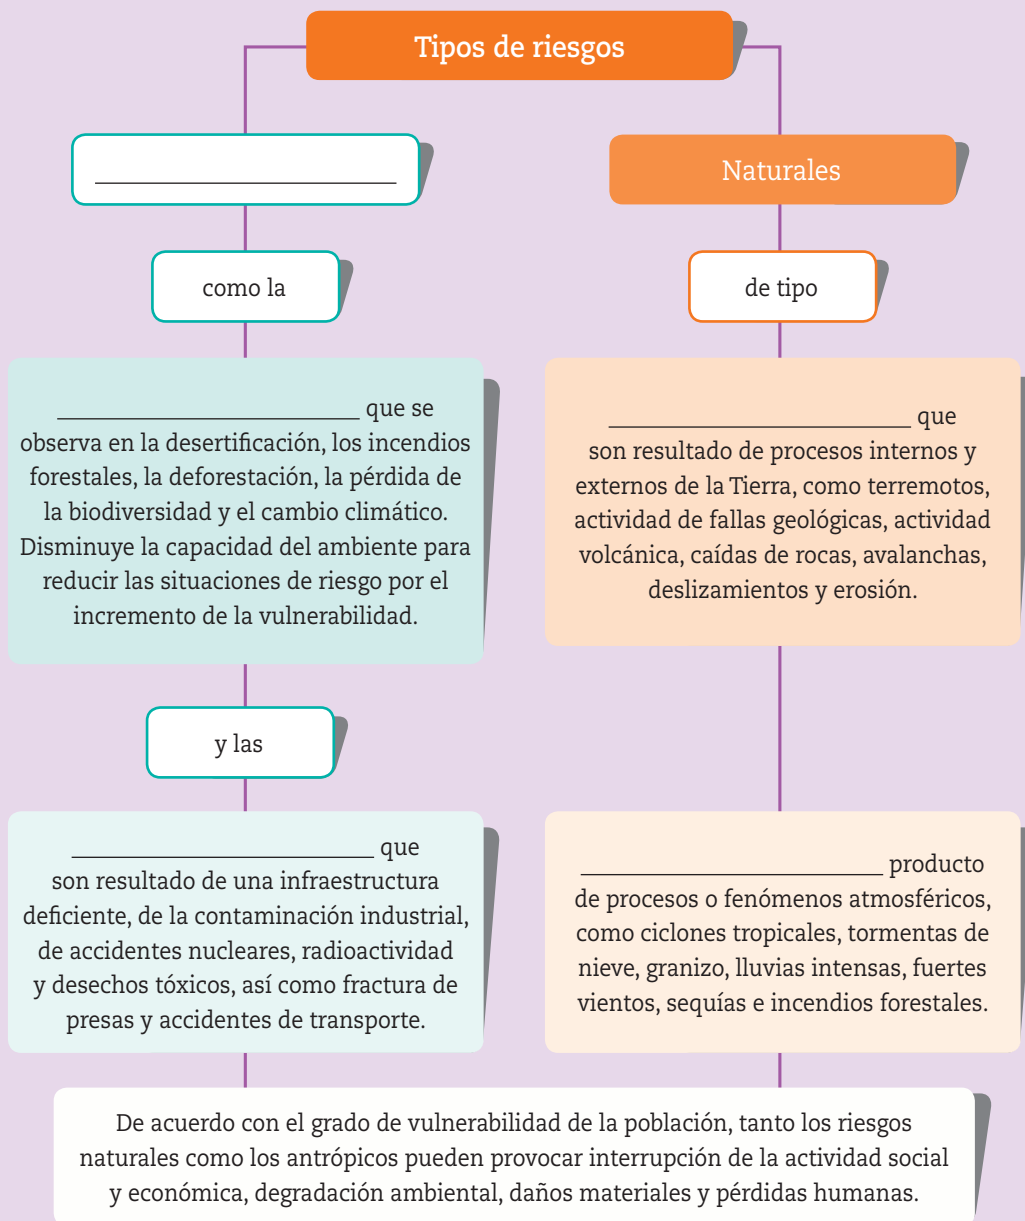 Tipos de riesgos
______________________
como la
______________________ que se
observa en la desertificación, los incendios
forestales, la deforestación, la pérdida de
la biodiversidad y el cambio climático.
Disminuye la capacidad del ambiente para
reducir las situaciones de riesgo por el
incremento de la vulnerabilidad.
y las
______________________ que
son resultado de una infraestructura
deficiente, de la contaminación industrial,
de accidentes nucleares, radioactividad
y desechos tóxicos, así como fractura de
presas y accidentes de transporte.
Naturales
de tipo
______________________ que
son resultado de procesos internos y
externos de la Tierra, como terremotos,
actividad de fallas geológicas, actividad
volcánica, caídas de rocas, avalanchas,
deslizamientos y erosión.
______________________ producto
de procesos o fenómenos atmosféricos,
como ciclones tropicales, tormentas de
nieve, granizo, lluvias intensas, fuertes
vientos, sequías e incendios forestales.
De acuerdo con el grado de vulnerabilidad de la población, tanto los riesgos
naturales como los antrópicos pueden provocar interrupción de la actividad social
y económica, degradación ambiental, daños materiales y pérdidas humanas.